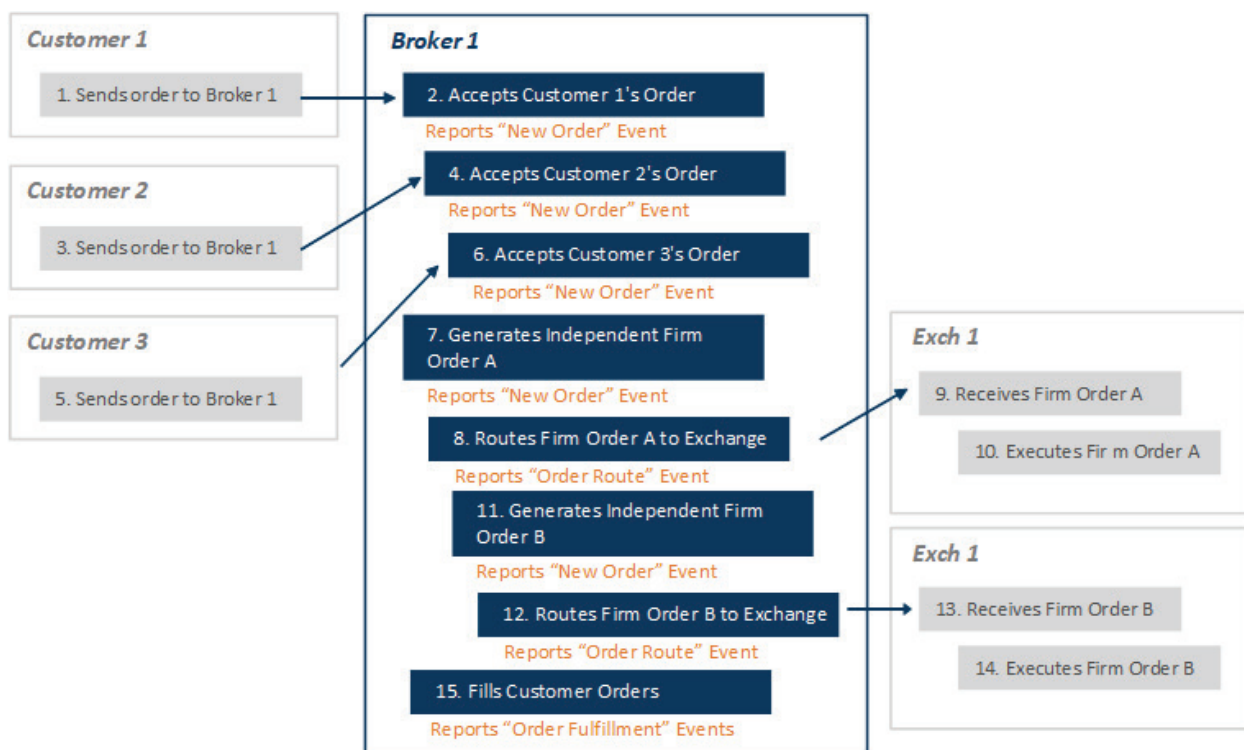 Customer 1
1. Sends order to Broker 1
Customer 2
3. Sends order to Broker 1
Customer 3
5. Sends order to Broker 1
Broker 1
2. Accepts Customer 1's Order
Reports “New Order” Event
4. Accepts Customer 2's Order
Reports “New Order” Event
6. Accepts Customer 3's Order
Reports “New Order” Event
7. Generates Independent Firm
Order A
Reports “New Order” Event
8. Routes Firm Order A to Exchange
Reports “Order Route” Event
11. Generates Independent Firm
Order B
Reports “New Order” Event
12. Routes Firm Order B to Exchange
Reports “Order Route” Event
15. Fills Customer Orders
Reports “Order Fulfillment” Events
Exch 1
9. Receives Firm Order A
10. Executes Fir m Order A
Exch 1
13. Receives Firm Order B
14. Executes Firm Order B